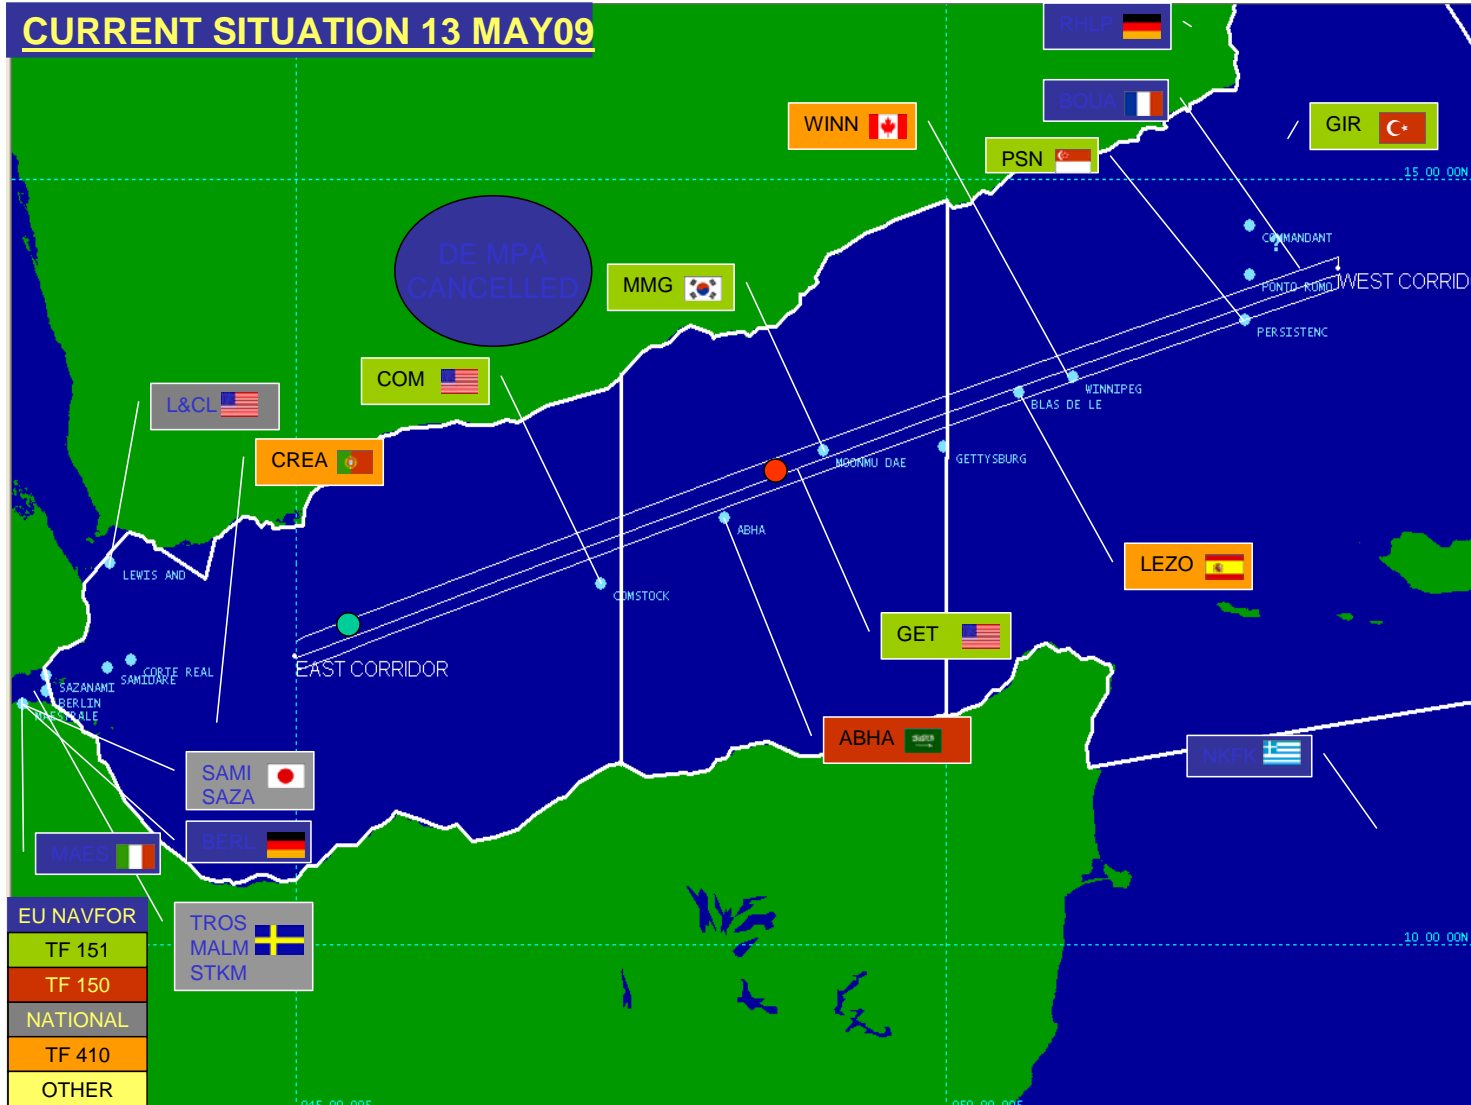 CURRENT SITUATION 13 MAY09
RHLP
BOUA
WINN
GIR
PSN
15 00 00N
DE MPA
CANCELLED
COMMANDANT
?
MMG
PONTO RUMO
WEST CORRID
PERSISTENC
COM
WINNIPEG
L&CL
BLAS DE LE
CREA
MOONMU DAE
GETTYSBURG
ABHA
LEZO
LEWIS AND
COMSTOCK
GET
EAST CORRIDOR
CORTE REAL
SAMIDARE
SAZANAMI
BERLIN
MAESTRALE
ABHA
NKFK
SAMI
SAZA
BERL
MAES
EU NAVFOR
TF 151
TF 150
NATIONAL
TF 410
OTHER
TROS
MALM
STKM
10 00 00N